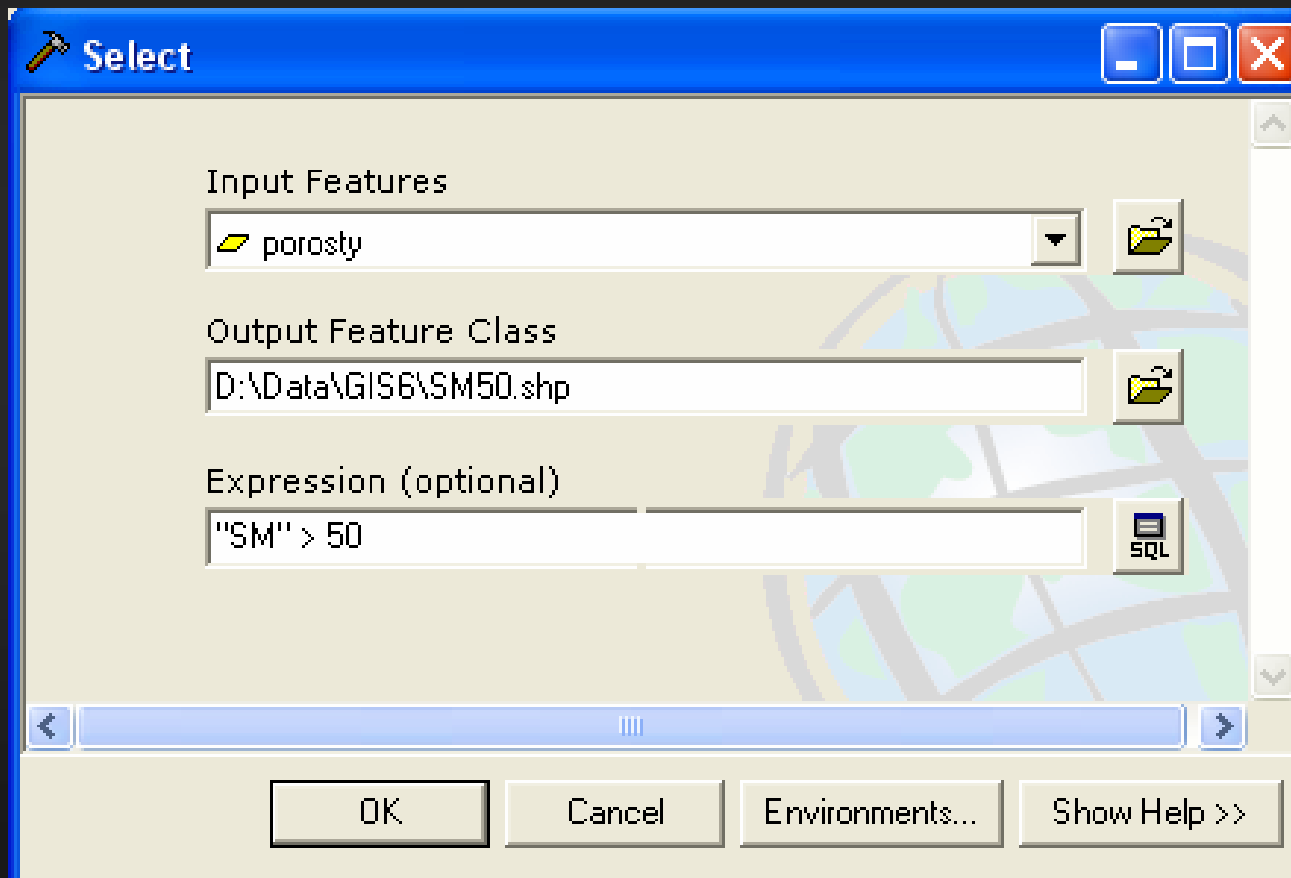 Select
Input Features
porosty
Output Feature Class
D:\Data\GIS6\SM50.shp
Expression (optional)
"SM" > 50
SQL
OK Cancel Environments... Show Help >>